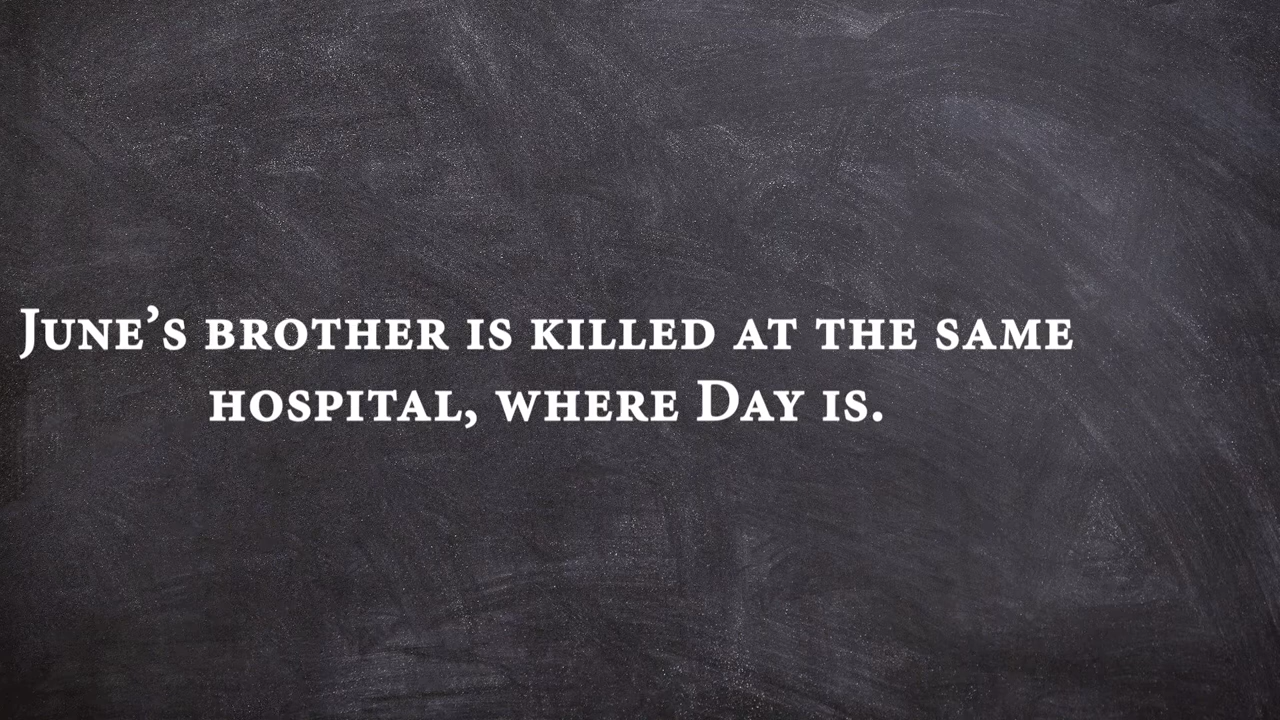 June’s brother is killed at the same
hospital, where Day is.